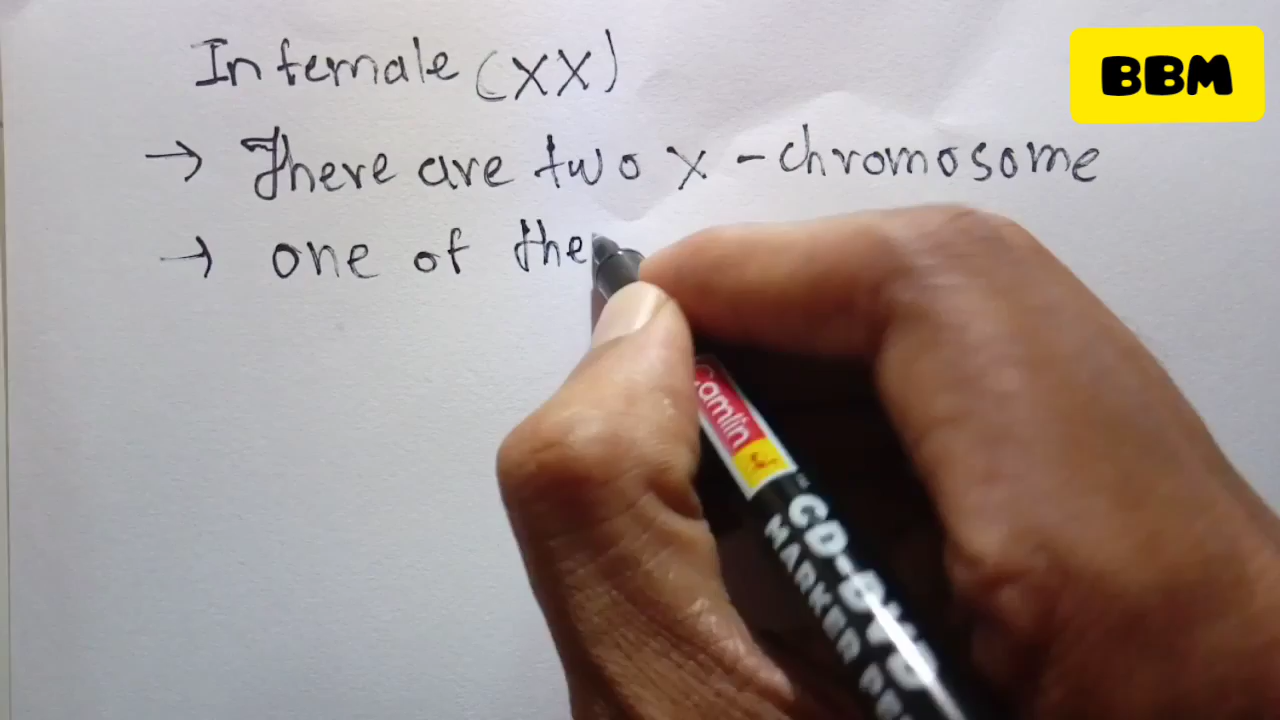 In female (XX)
→ There are two X-chromosome
→ one of the
BBM
Camlin
CD-DVD
MARKER PEN